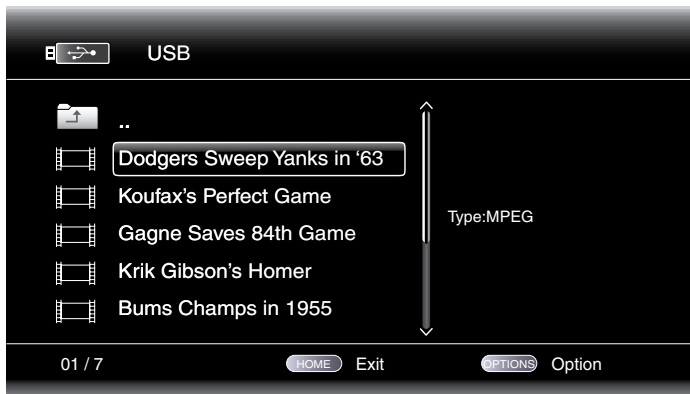 USB
..
Dodgers Sweep Yanks in ‘63
Koufax’s Perfect Game
Gagne Saves 84th Game
Krik Gibson’s Homer
Bums Champs in 1955
Type:MPEG
01 / 7
HOME Exit
OPTIONS Option